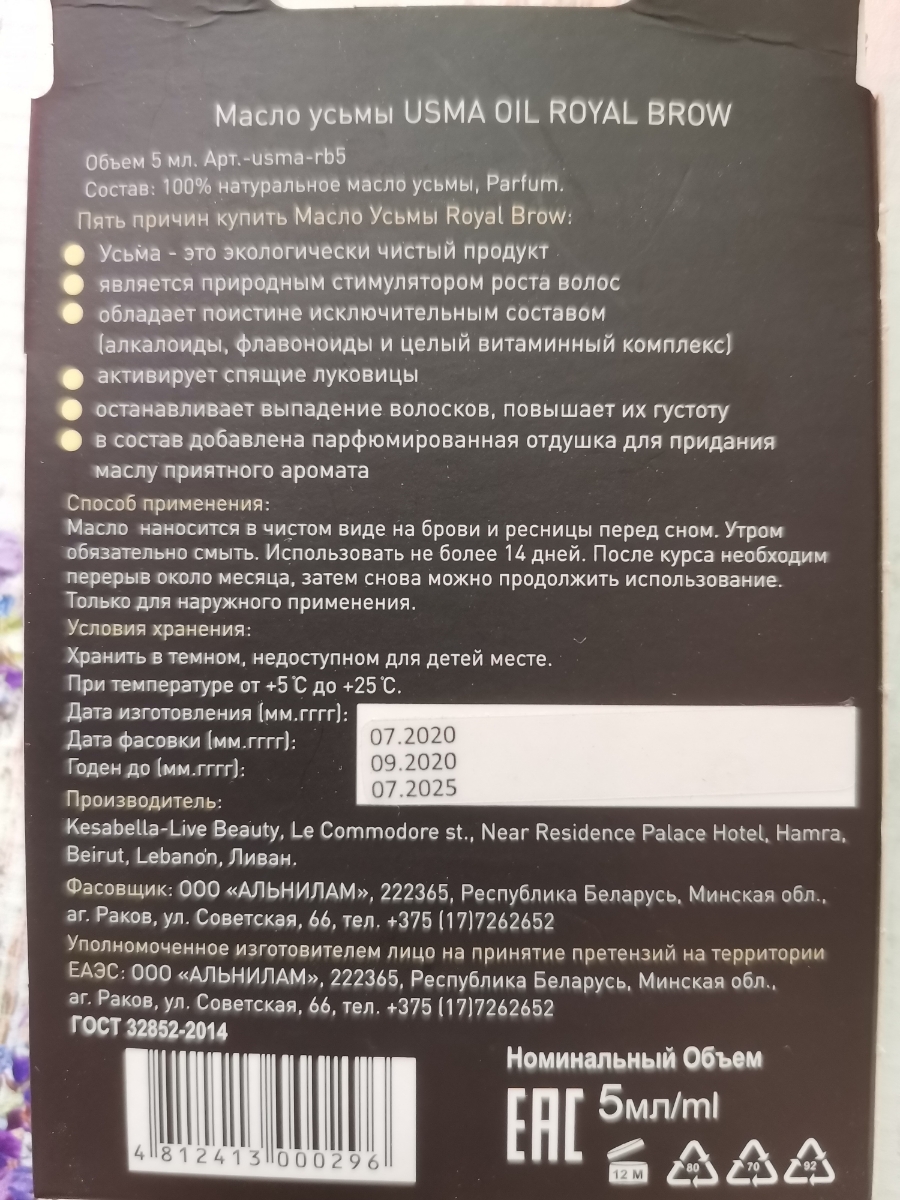 Масло усьмы USMA OIL ROYAL BROW
Объем 5 мл. Арт.-usma-rb5
Состав: 100% натуральное масло усьмы, Parfum.
Пять причин купить Масло Усьмы Royal Brow:
Усьма - это экологически чистый продукт
является природным стимулятором роста волос
обладает поистине исключительным составом
(алкалоиды, флавоноиды и целый витаминный комплекс)
активирует спящие луковицы
останавливает выпадение волосков, повышает их густоту
в состав добавлена парфюмированная отдушка для придания
маслу приятного аромата
Способ применения:
Масло наносится в чистом виде на брови и ресницы перед сном. Утром
обязательно смыть. Использовать не более 14 дней. После курса необходим
перерыв около месяца, затем снова можно продолжить использование.
Только для наружного применения.
Условия хранения:
Хранить в темном, недоступном для детей месте.
При температуре от +5°С до +25°С.
Дата изготовления (мм.гггг): 07.2020
Дата фасовки (мм.гггг): 09.2020
Годен до (мм.гггг): 07.2025
Производитель:
Kesabella-Live Beauty, Le Commodore st., Near Residence Palace Hotel, Hamra,
Beirut, Lebanon, Ливан.
Фасовщик: ООО «АЛЬНИЛАМ», 222365, Республика Беларусь, Минская обл.,
аг. Раков, ул. Советская, 66, тел. +375 (17)7262652
Уполномоченное изготовителем лицо на принятие претензий на территории
ЕАЭС: ООО «АЛЬНИЛАМ», 222365, Республика Беларусь, Минская обл.,
аг. Раков, ул. Советская, 66, тел. +375 (17)7262652
ГОСТ 32852-2014
Номинальный Объем
EAC 5мл/ml
4 812413 000296
12 M 80 70 92